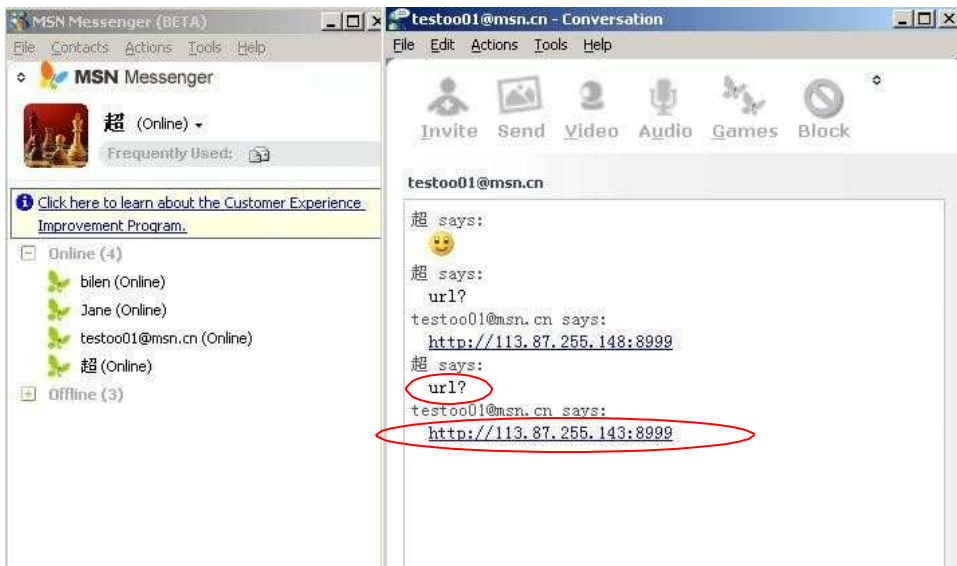 MSN Messenger (BETA)
File Contacts Actions Tools Help
MSN Messenger
超 (Online)
Frequently Used:
Click here to learn about the Customer Experience
Improvement Program.
Online (4)
bilen (Online)
Jane (Online)
testoo01@msn.cn (Online)
超 (Online)
Offline (3)
testoo01@msn.cn - Conversation
File Edit Actions Tools Help
Invite Send Video Audio Games Block
testoo01@msn.cn
超 says:
超 says:
url?
testoo01@msn.cn says:
http://113.87.255.148:8999
超 says:
url?
testoo01@msn.cn says:
http://113.87.255.143:8999